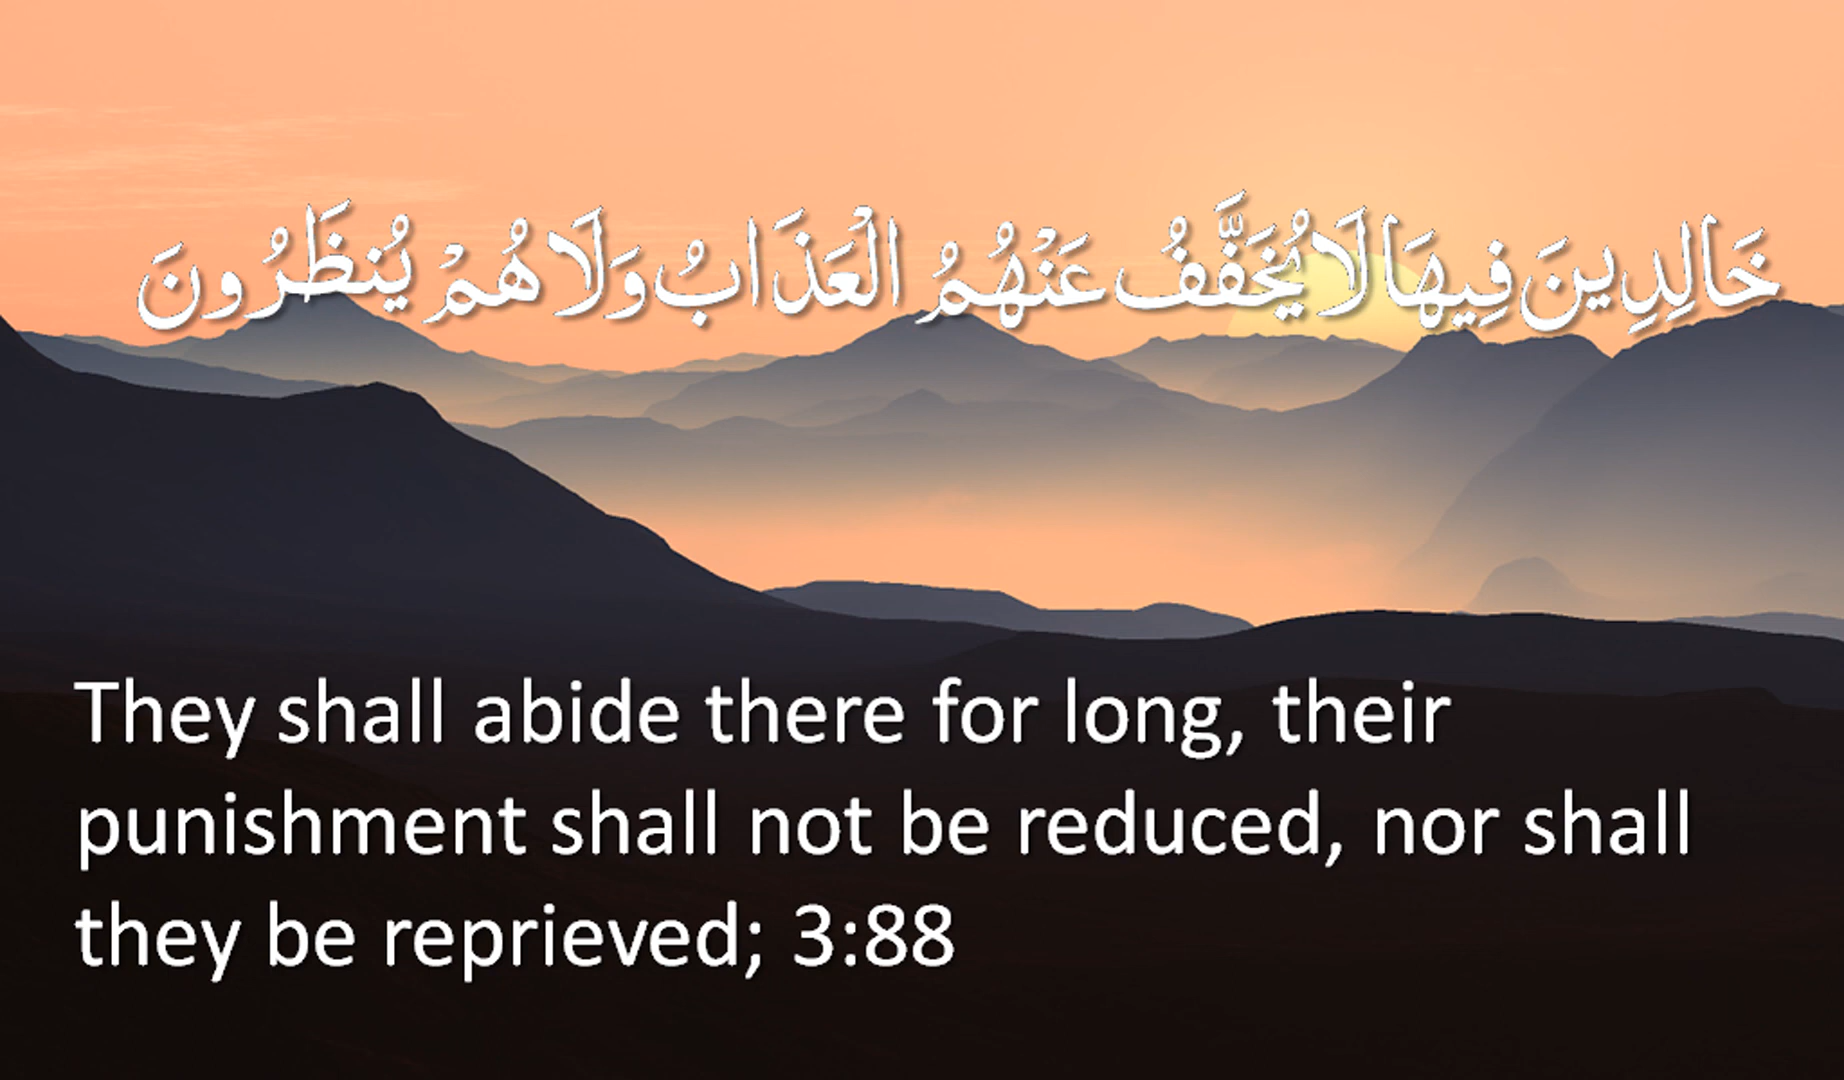 خَالِدِينَ فِيهَا لَا يُخَفَّفُ عَنْهُمُ الْعَذَابُ وَلَا هُمْ يُنظَرُونَ
They shall abide there for long, their
punishment shall not be reduced, nor shall
they be reprieved; 3:88